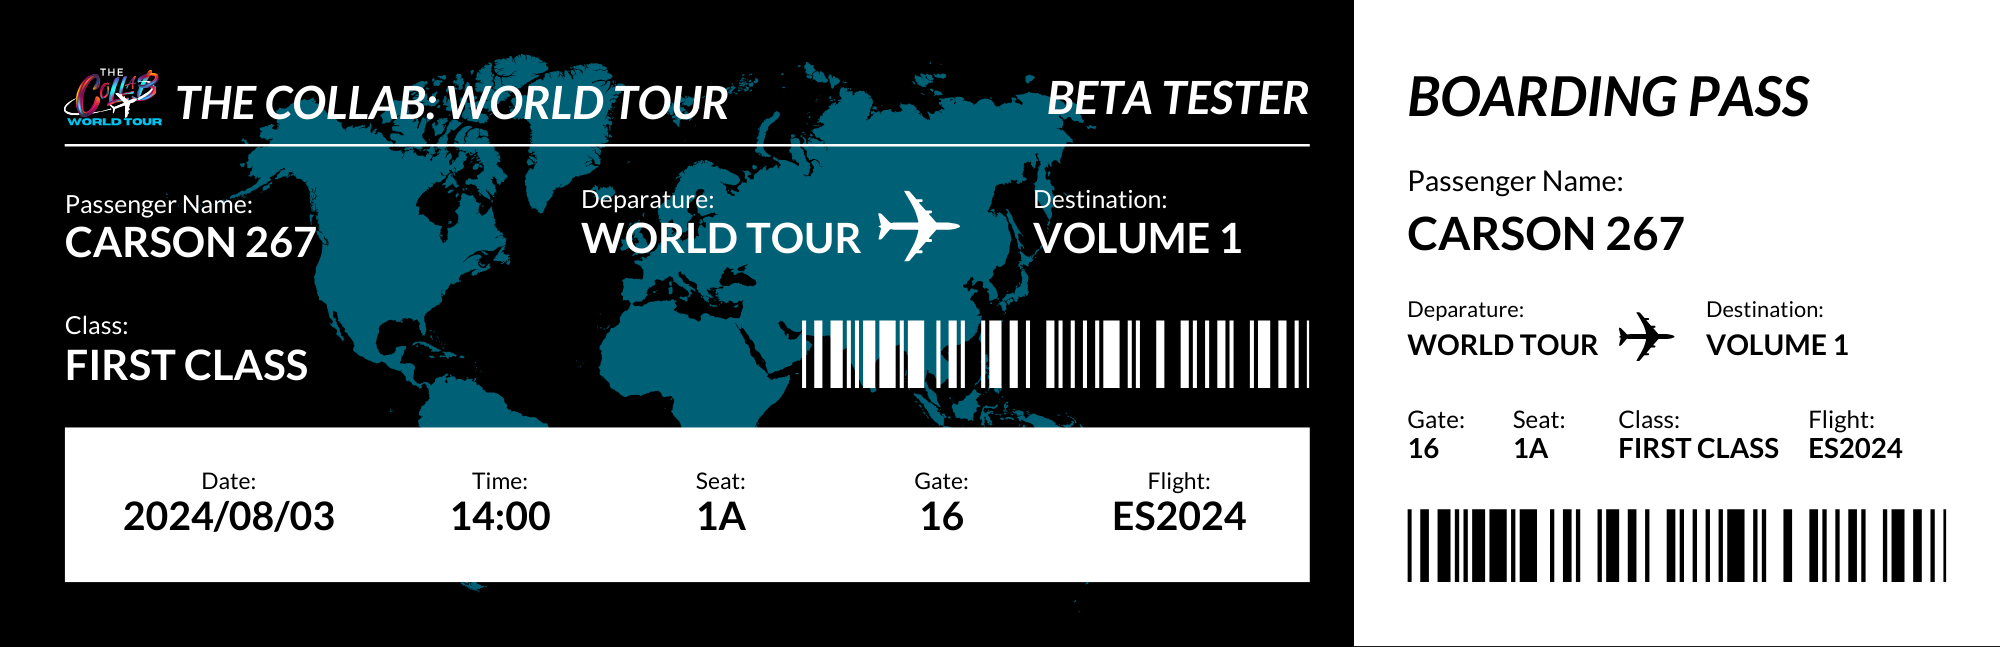 THE
COLLAB
WORLD TOUR
THE COLLAB: WORLD TOUR
BETA TESTER
Passenger Name:
CARSON 267
Deparature:
WORLD TOUR
Destination:
VOLUME 1
Class:
FIRST CLASS
Date:
2024/08/03
Time:
14:00
Seat:
1A
Gate:
16
Flight:
ES2024
BOARDING PASS
Passenger Name:
CARSON 267
Deparature:
WORLD TOUR
Destination:
VOLUME 1
Gate:
16
Seat:
1A
Class:
FIRST CLASS
Flight:
ES2024